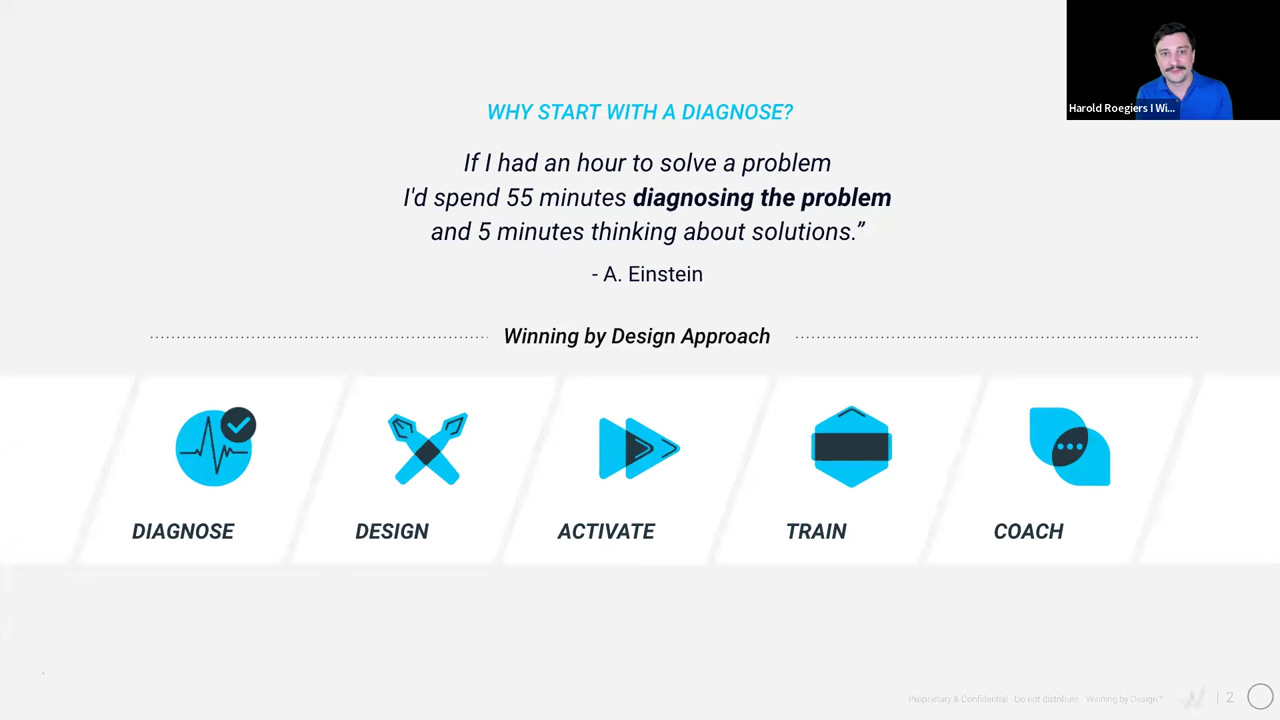 Harold Roegiers I Wi...
WHY START WITH A DIAGNOSE?
If I had an hour to solve a problem
I'd spend 55 minutes diagnosing the problem
and 5 minutes thinking about solutions.”
- A. Einstein
Winning by Design Approach
DIAGNOSE
DESIGN
ACTIVATE
TRAIN
COACH
Proprietary & Confidential - Do not distribute - Winning by Design™
| 2